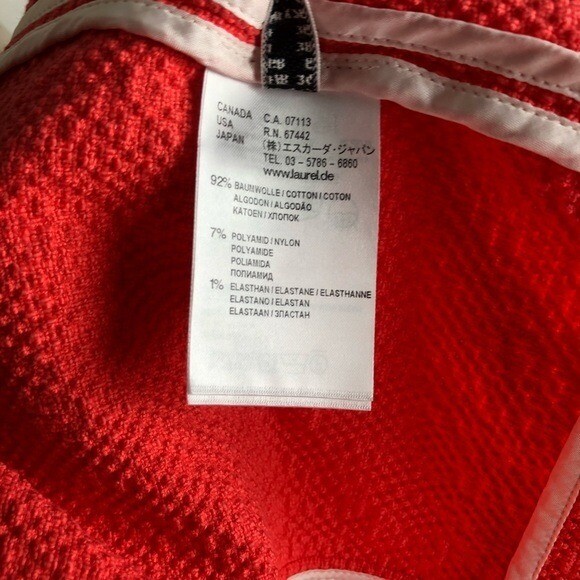 CANADA C.A. 07113
USA R.N. 67442
JAPAN (株)エスカーダ・ジャパン
TEL. 03 - 5786 - 6860
www.laurel.de
92% BAUMWOLLE / COTTON / COTON
ALGODON / ALGODÃO
KATOEN / ХЛОПОК
7% POLYAMID / NYLON
POLYAMIDE
POLIAMIDA
ПОЛИАМИД
1% ELASTHAN / ELASTANE / ELASTHANNE
ELASTANO / ELASTAN
ELASTAAN / ЭЛАСТАН